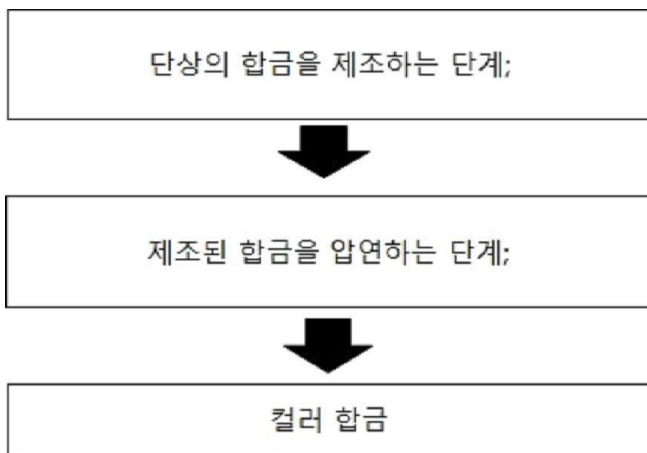 단상의 합금을 제조하는 단계;
제조된 합금을 압연하는 단계;
컬러 합금